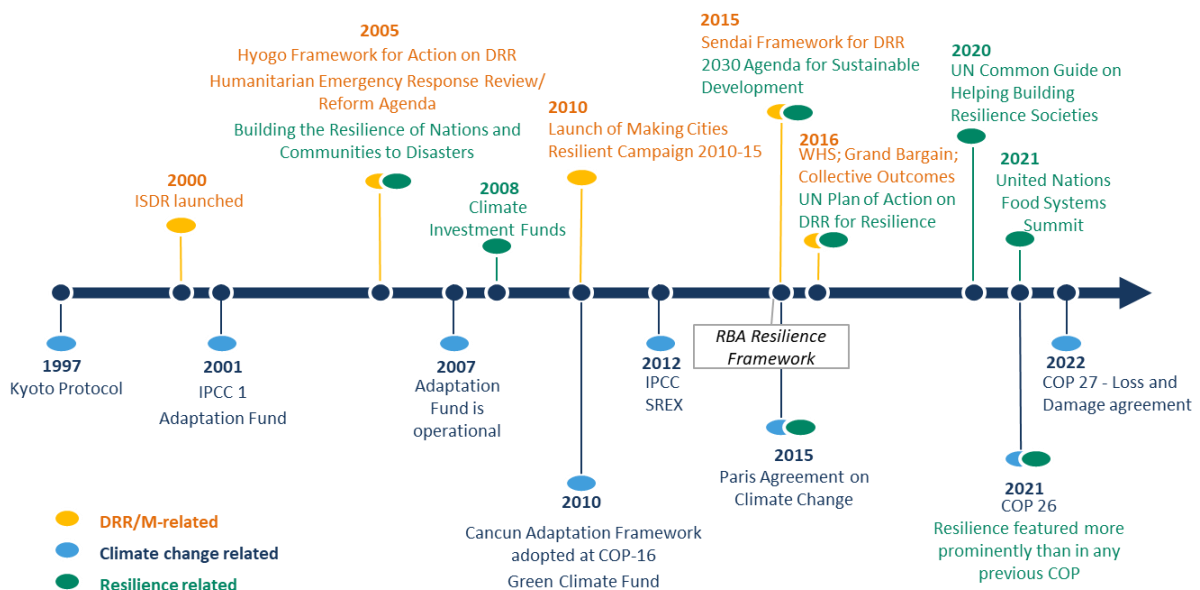 2005
Hyogo Framework for Action on DRR
Humanitarian Emergency Response Review/
Reform Agenda
Building the Resilience of Nations and
Communities to Disasters
2015
Sendai Framework for DRR
2030 Agenda for Sustainable
Development
2020
UN Common Guide on
Helping Building
Resilience Societies
2010
Launch of Making Cities
Resilient Campaign 2010-15
2016
WHS; Grand Bargain;
Collective Outcomes
UN Plan of Action on
DRR for Resilience
2021
United Nations
Food Systems
Summit
2000
ISDR launched
2008
Climate
Investment Funds
RBA Resilience
Framework
1997
Kyoto Protocol
2001
IPCC 1
Adaptation Fund
2007
Adaptation
Fund is
operational
2012
IPCC
SREX
2022
COP 27 - Loss and
Damage agreement
2015
Paris Agreement on
Climate Change
2010
Cancun Adaptation Framework
adopted at COP-16
Green Climate Fund
2021
COP 26
Resilience featured more
prominently than in any
previous COP
DRR/M-related
Climate change related
Resilience related